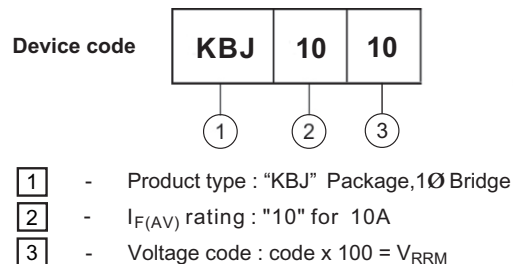 Device code KBJ 10 10
1 2 3
1 - Product type : “KBJ” Package,1Ø Bridge
2 - IF(AV) rating : "10" for 10A
3 - Voltage code : code x 100 = VRRM